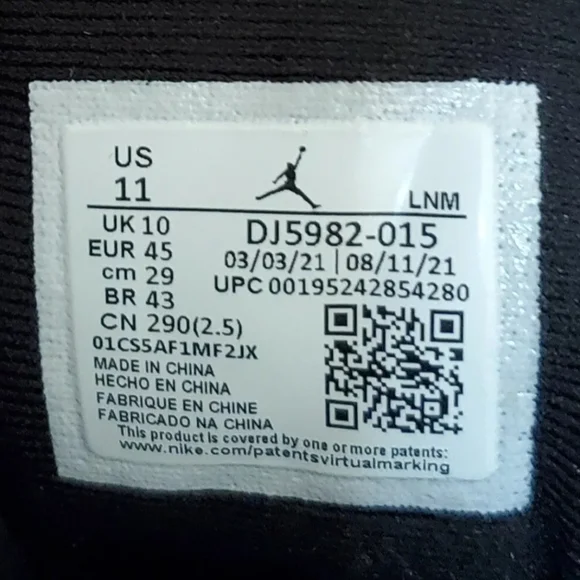 US
11
LNM
UK 10
EUR 45
cm 29
BR 43
CN 290(2.5)
DJ5982-015
03/03/21 | 08/11/21
UPC 00195242854280
01CS5AF1MF2JX
MADE IN CHINA
HECHO EN CHINA
FABRIQUE EN CHINE
FABRICADO NA CHINA
This product is covered by one or more patents:
www.nike.com/patentsvirtualmarking